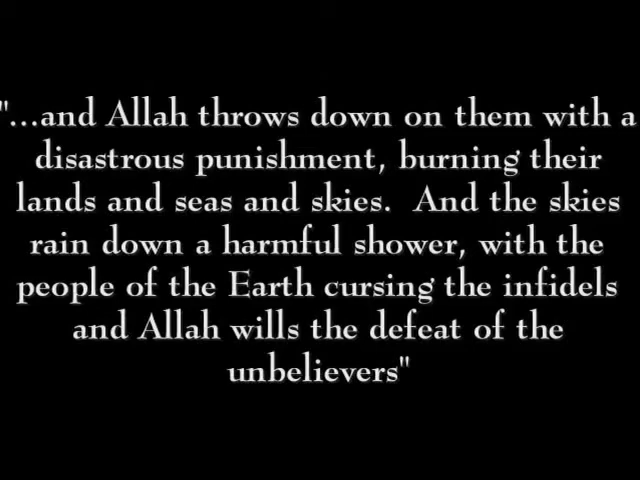 "...and Allah throws down on them with a
disastrous punishment, burning their
lands and seas and skies.  And the skies
rain down a harmful shower, with the
people of the Earth cursing the infidels
and Allah wills the defeat of the
unbelievers"